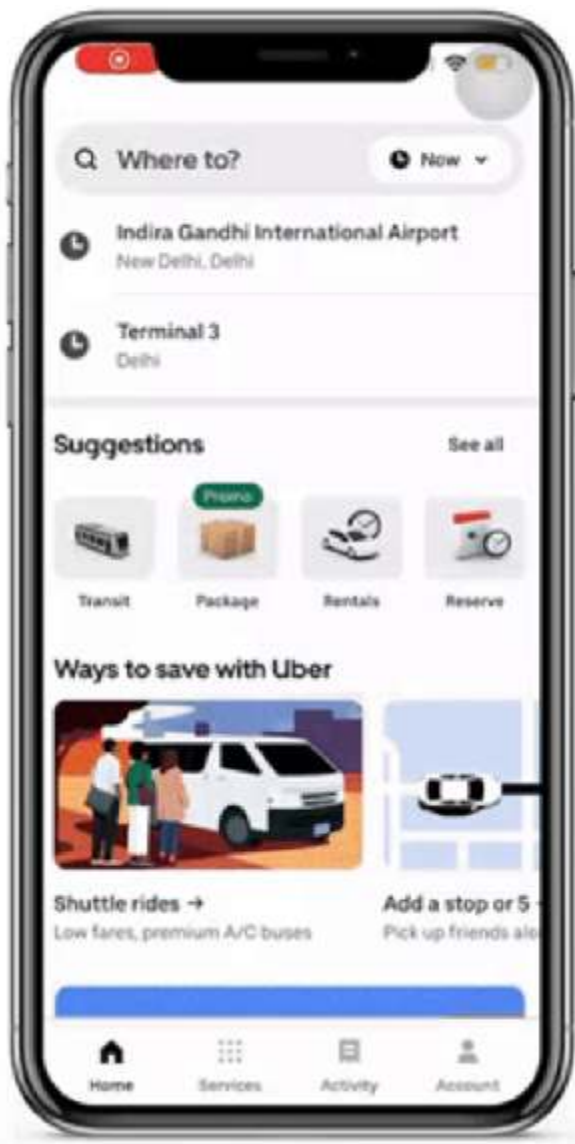 Where to?
Now
Indira Gandhi International Airport
New Delhi, Delhi
Terminal 3
Delhi
Suggestions
See all
Promo
Transit
Package
Rentals
Reserve
Ways to save with Uber
Shuttle rides →
Low fares, premium A/C buses
Add a stop or 5
Pick up friends alo
Home
Services
Activity
Account